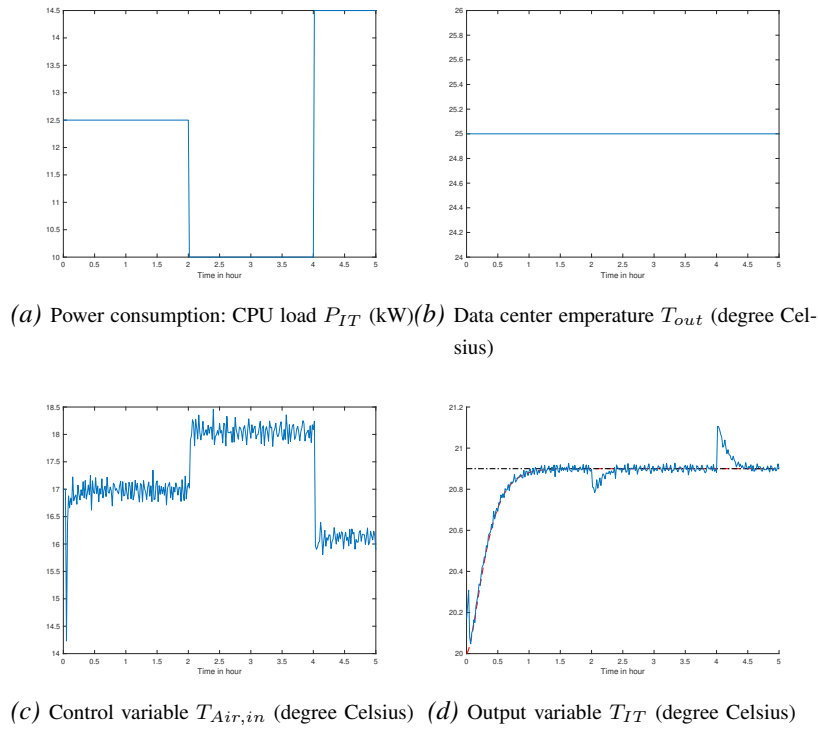 14.5
14
13.5
13
12.5
12
11.5
11
10.5
10
0 0.5 1 1.5 2 2.5 3 3.5 4 4.5 5
Time in hour
26
25.8
25.6
25.4
25.2
25
24.8
24.6
24.4
24.2
24
0 0.5 1 1.5 2 2.5 3 3.5 4 4.5 5
Time in hour
(a) Power consumption: CPU load P_{IT} (kW)
(b) Data center emperature T_{out} (degree Cel-
sius)
18.5
18
17.5
17
16.5
16
15.5
15
14.5
14
0 0.5 1 1.5 2 2.5 3 3.5 4 4.5 5
Time in hour
21.2
21
20.8
20.6
20.4
20.2
20
0 0.5 1 1.5 2 2.5 3 3.5 4 4.5 5
Time in hour
(c) Control variable T_{Air,in} (degree Celsius)
(d) Output variable T_{IT} (degree Celsius)